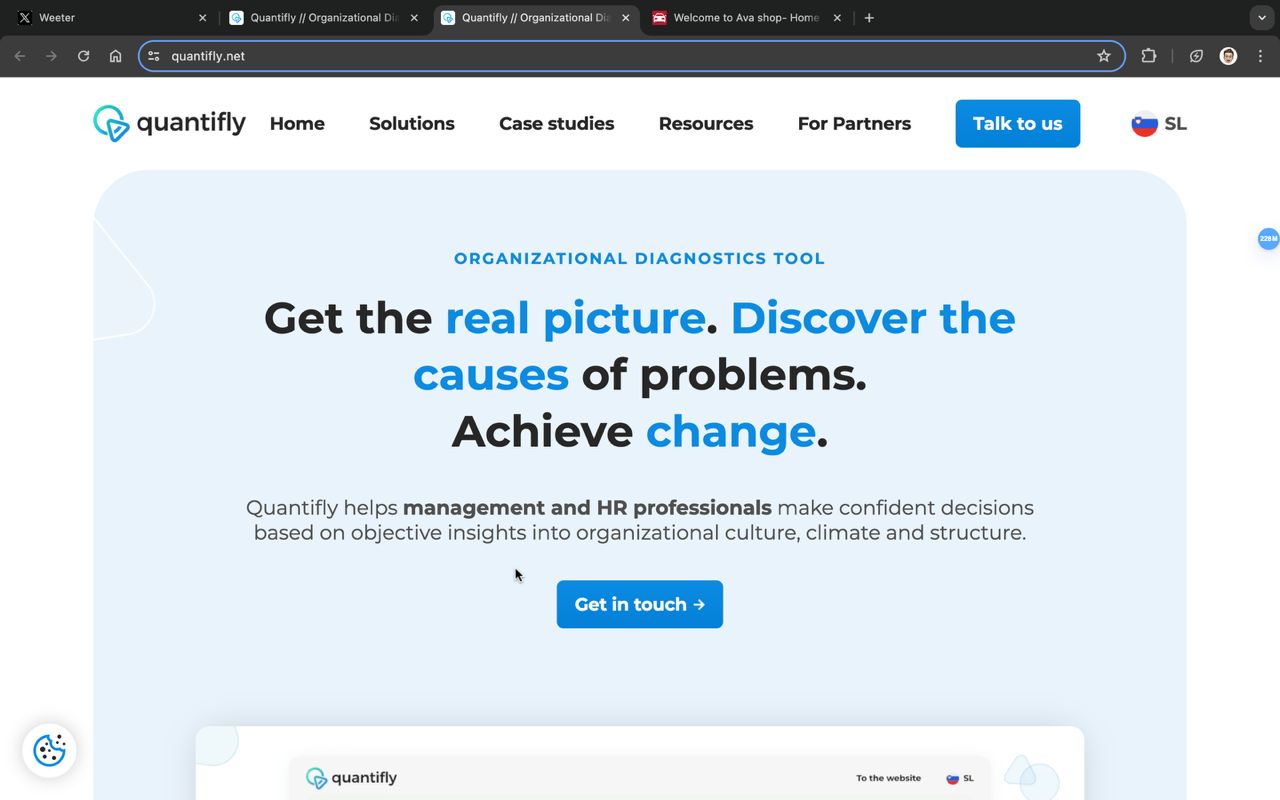 Weeter
Quantifly // Organizational Di
Quantifly // Organizational Dia
Welcome to Ava shop- Home
quantifly.net
quantifly
Home
Solutions
Case studies
Resources
For Partners
Talk to us
SL
228M
ORGANIZATIONAL DIAGNOSTICS TOOL
Get the real picture. Discover the
causes of problems.
Achieve change.
Quantifly helps management and HR professionals make confident decisions
based on objective insights into organizational culture, climate and structure.
Get in touch →
quantifly
To the website
SL